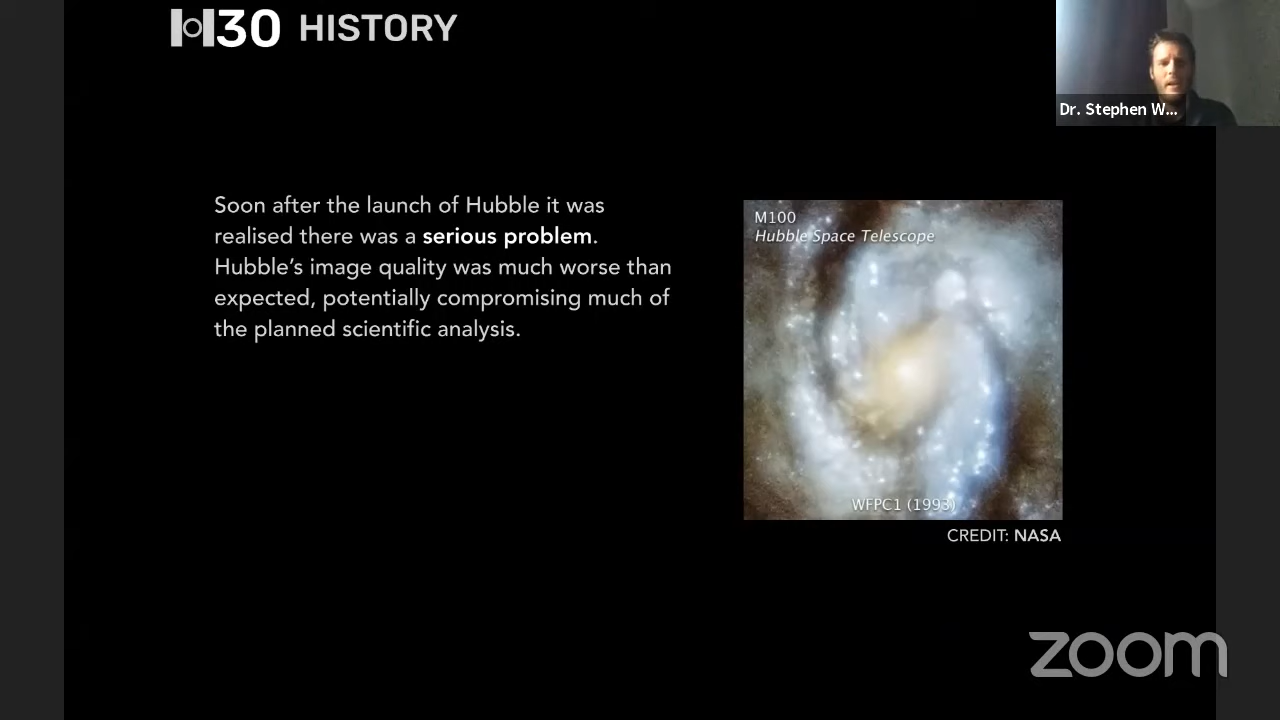 H30 HISTORY
Dr. Stephen W...
Soon after the launch of Hubble it was
realised there was a serious problem.
Hubble's image quality was much worse than
expected, potentially compromising much of
the planned scientific analysis.
M100
Hubble Space Telescope
WFPC1 (1993)
CREDIT: NASA
zoom